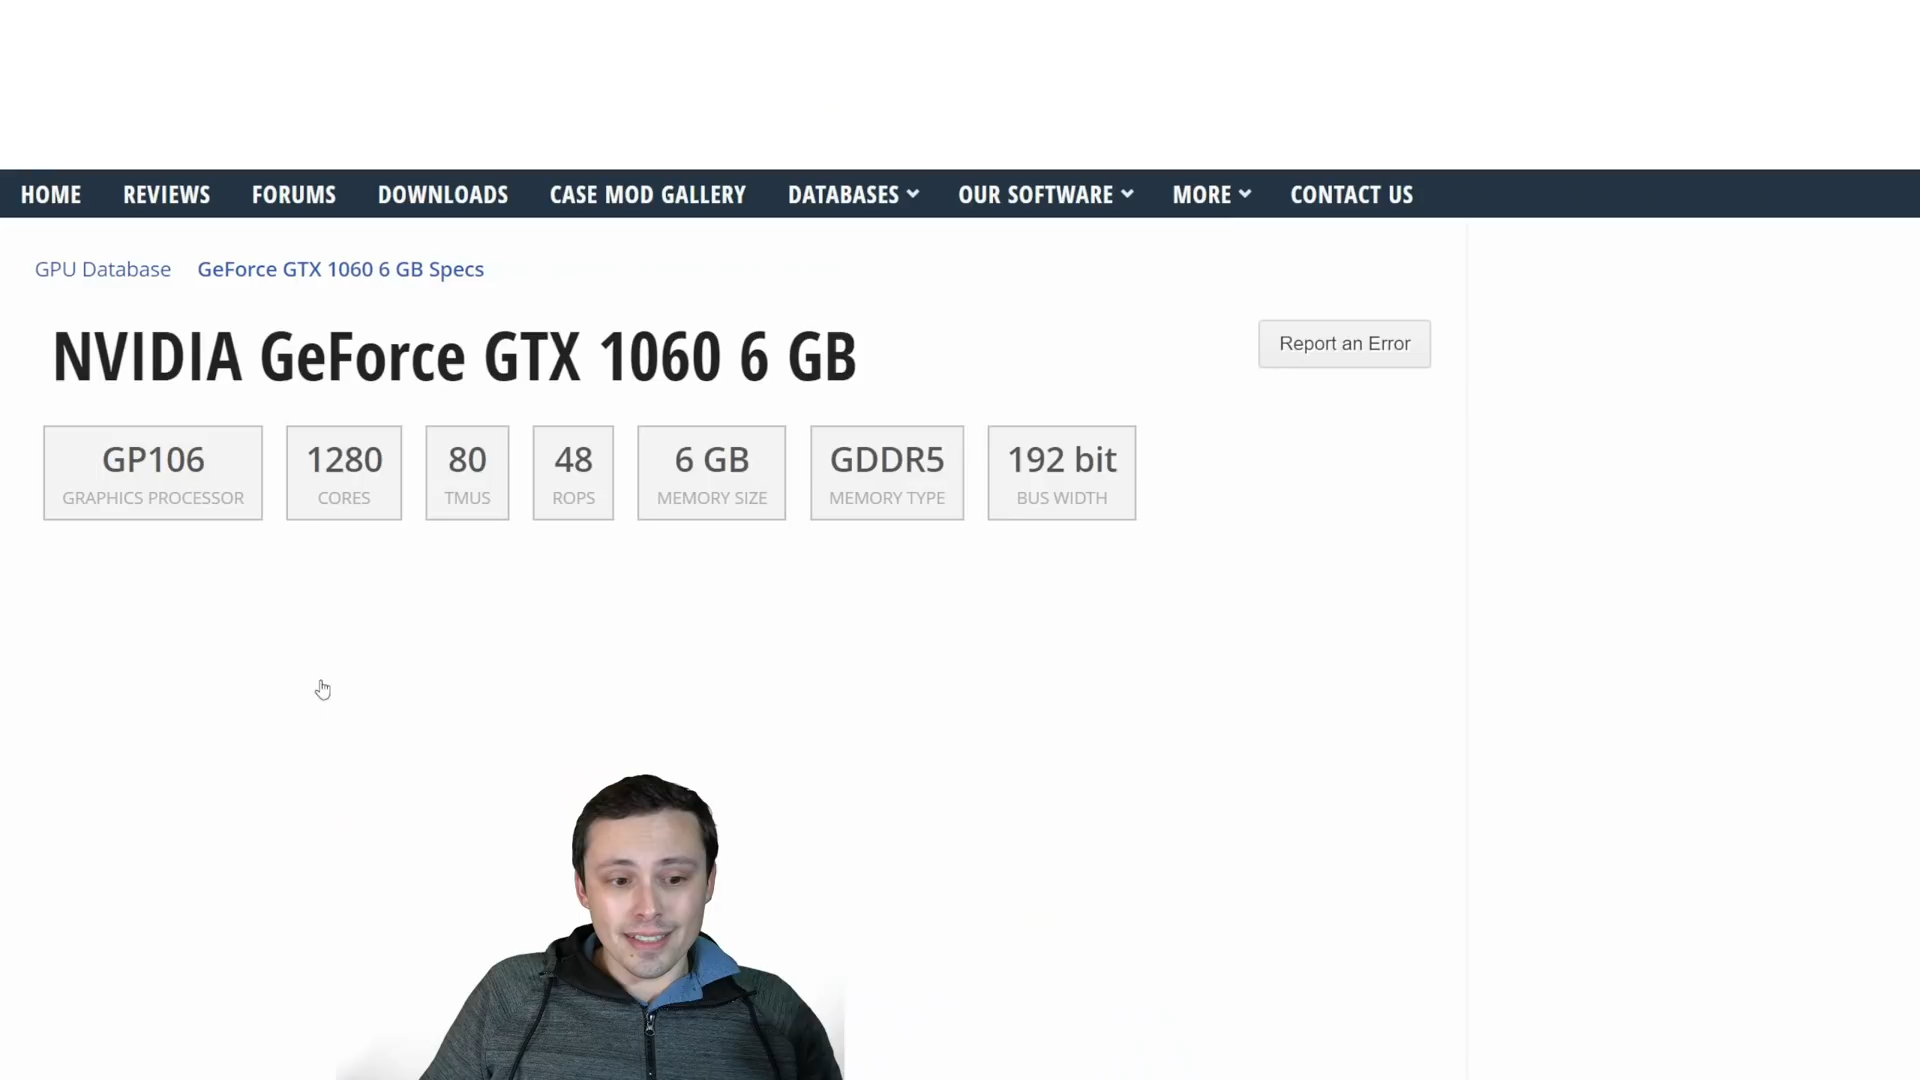 HOME REVIEWS FORUMS DOWNLOADS CASE MOD GALLERY DATABASES OUR SOFTWARE MORE CONTACT US
GPU Database GeForce GTX 1060 6 GB Specs
NVIDIA GeForce GTX 1060 6 GB
Report an Error
GP106 1280 80 48 6 GB GDDR5 192 bit
GRAPHICS PROCESSOR CORES TMUS ROPS MEMORY SIZE MEMORY TYPE BUS WIDTH